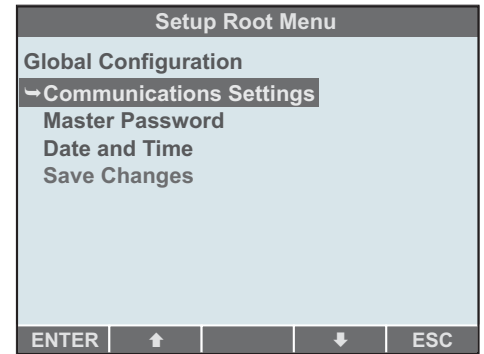 Setup Root Menu
Global Configuration
➥Communications Settings
Master Password
Date and Time
Save Changes
ENTER ⬆ ⬇ ESC